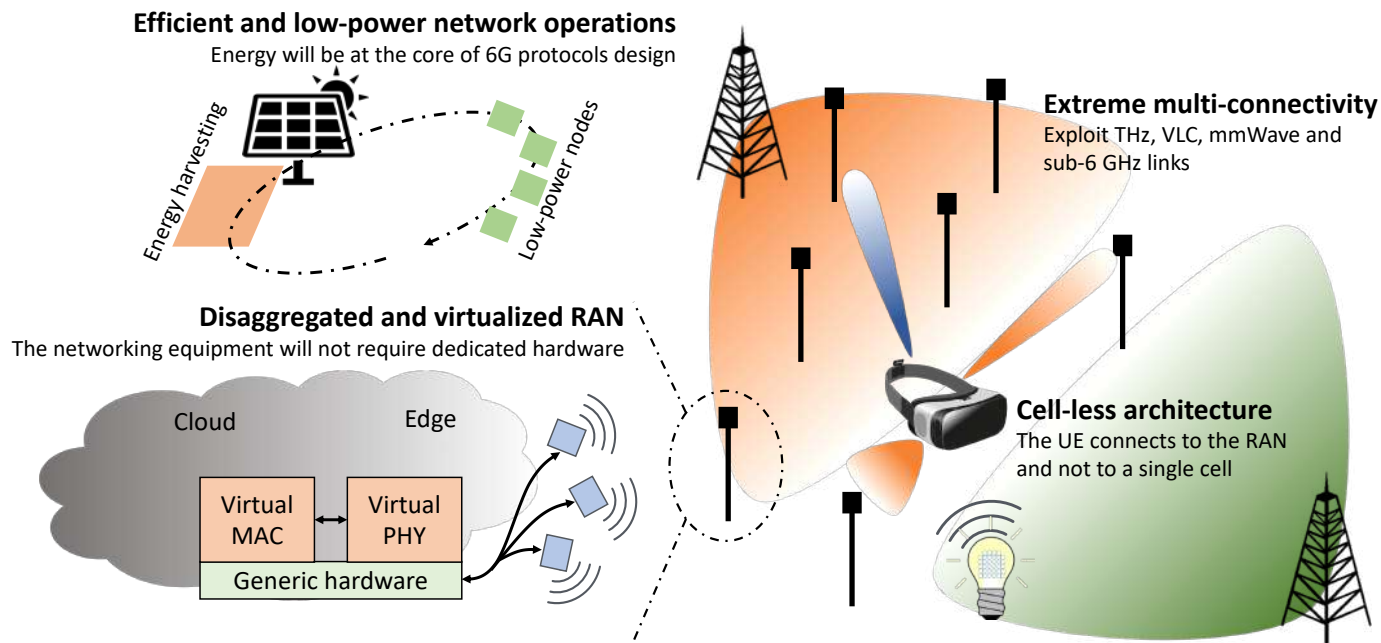 Efficient and low-power network operations
Energy will be at the core of 6G protocols design
Energy harvesting
Low-power nodes
Extreme multi-connectivity
Exploit THz, VLC, mmWave and
sub-6 GHz links
Disaggregated and virtualized RAN
The networking equipment will not require dedicated hardware
Cloud
Edge
Virtual
MAC
Virtual
PHY
Generic hardware
Cell-less architecture
The UE connects to the RAN
and not to a single cell